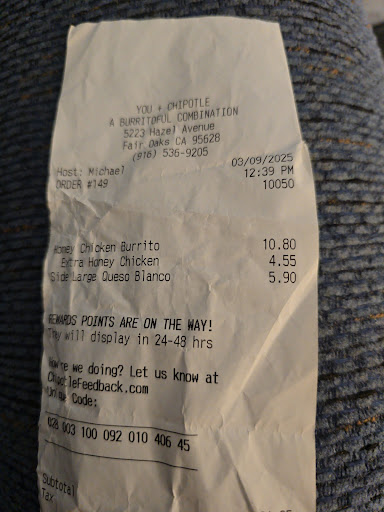 YOU + CHIPOTLE
A BURRITOFUL COMBINATION
5223 Hazel Avenue
Fair Oaks CA 95628
(916) 536-9205
Host: Michael 03/09/2025
ORDER #149 12:39 PM
10050
Honey Chicken Burrito 10.80
Extra Honey Chicken 4.55
Side Large Queso Blanco 5.90
REWARDS POINTS ARE ON THE WAY!
They will display in 24-48 hrs
How're we doing? Let us know at
ChipotleFeedback.com
Unique Code:
028 003 100 092 010 406 45
Subtotal
Tax